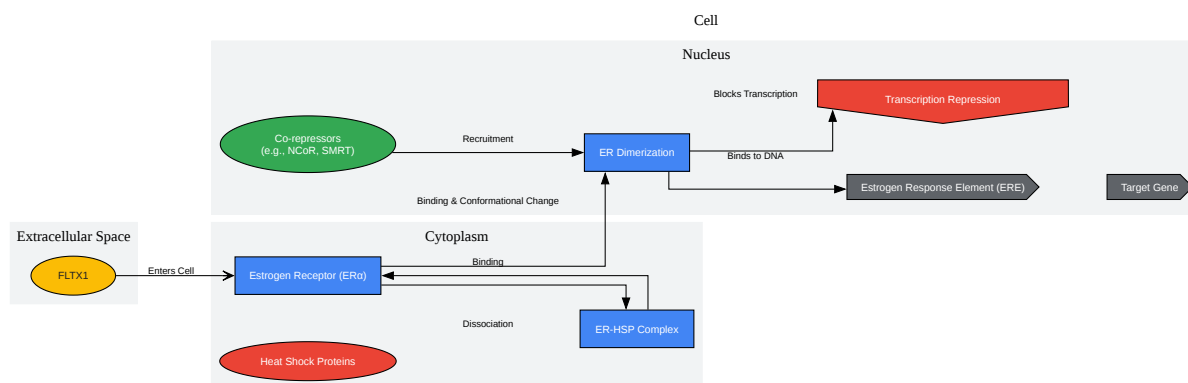 Cell
Nucleus
Blocks Transcription
Transcription Repression
Co-repressors
(e.g., NCoR, SMRT)
Recruitment
ER Dimerization
Binds to DNA
Estrogen Response Element (ERE)
Target Gene
Binding & Conformational Change
Extracellular Space
Cytoplasm
FLTX1
Enters Cell
Estrogen Receptor (ERα)
Binding
Dissociation
ER-HSP Complex
Heat Shock Proteins